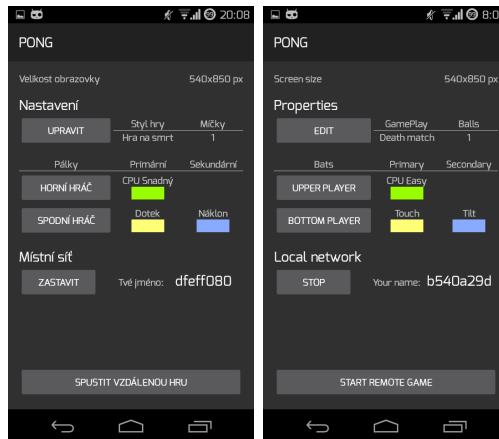 20:08
PONG
Velikost obrazovky 540x850 px
Nastavení
UPRAVIT Styl hry Míčky
Hra na smrt 1
Pálky Primární Sekundární
HORNÍ HRÁČ CPU Snadný
SPODNÍ HRÁČ Dotek Náklon
Místní síť
ZASTAVIT Tvé jméno: dfeff080
SPUSTIT VZDÁLENOU HRU
8:0
PONG
Screen size 540x850 px
Properties
EDIT GamePlay Balls
Death match 1
Bats Primary Secondary
UPPER PLAYER CPU Easy
BOTTOM PLAYER Touch Tilt
Local network
STOP Your name: b540a29d
START REMOTE GAME